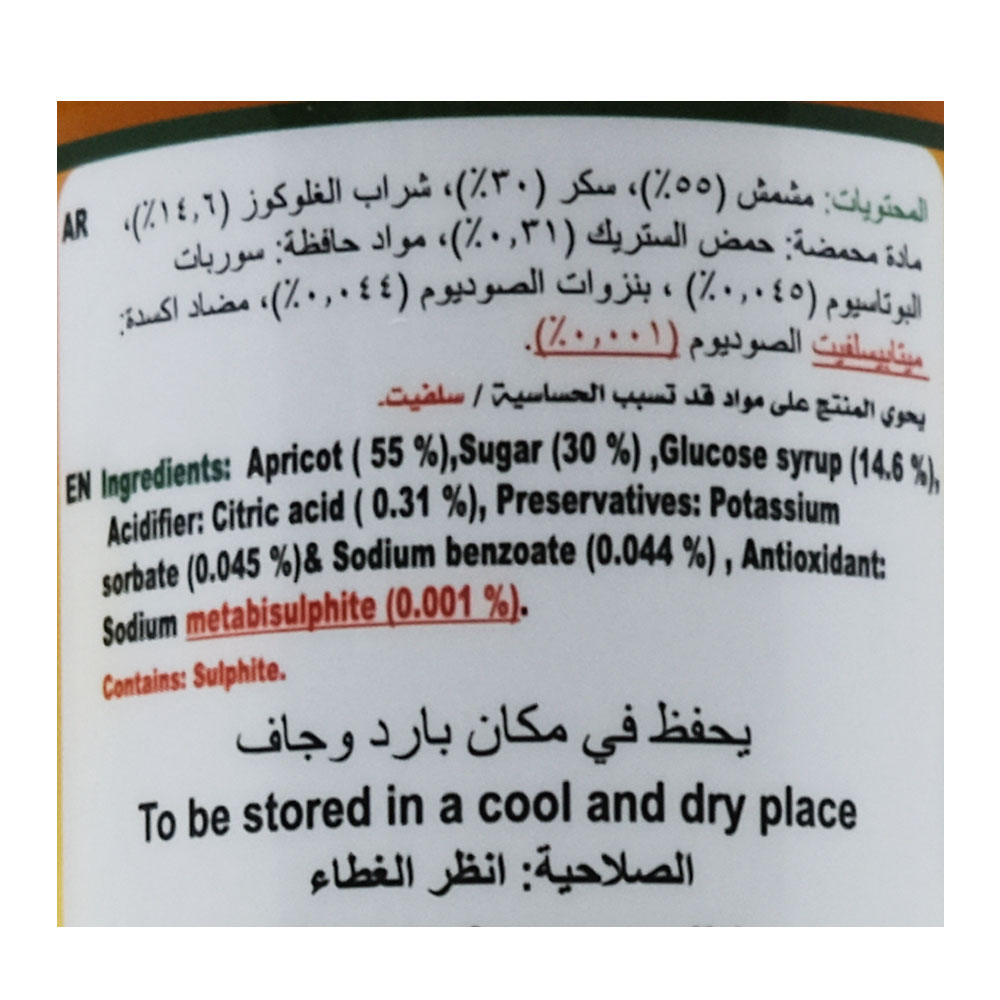 AR المحتويات: مشمش (٥٥٪)، سكر (٣٠٪)، شراب الغلوكوز (١٤,٦٪)،
مادة محمضة: حمض الستريك (٠,٣١٪)، مواد حافظة: سوربات
البوتاسيوم (٠,٠٤٥٪) ، بنزوات الصوديوم (٠,٠٤٤٪)، مضاد اكسدة:
ميتابيسلفيت الصوديوم (٠,٠٠١٪).
يحوي المنتج على مواد قد تسبب الحساسية / سلفيت.
EN Ingredients: Apricot ( 55 %),Sugar (30 %) ,Glucose syrup (14.6 %),
Acidifier: Citric acid ( 0.31 %), Preservatives: Potassium
sorbate (0.045 %)& Sodium benzoate (0.044 %) , Antioxidant:
Sodium metabisulphite (0.001 %).
Contains: Sulphite.
يحفظ في مكان بارد وجاف
To be stored in a cool and dry place
الصلاحية: انظر الغطاء